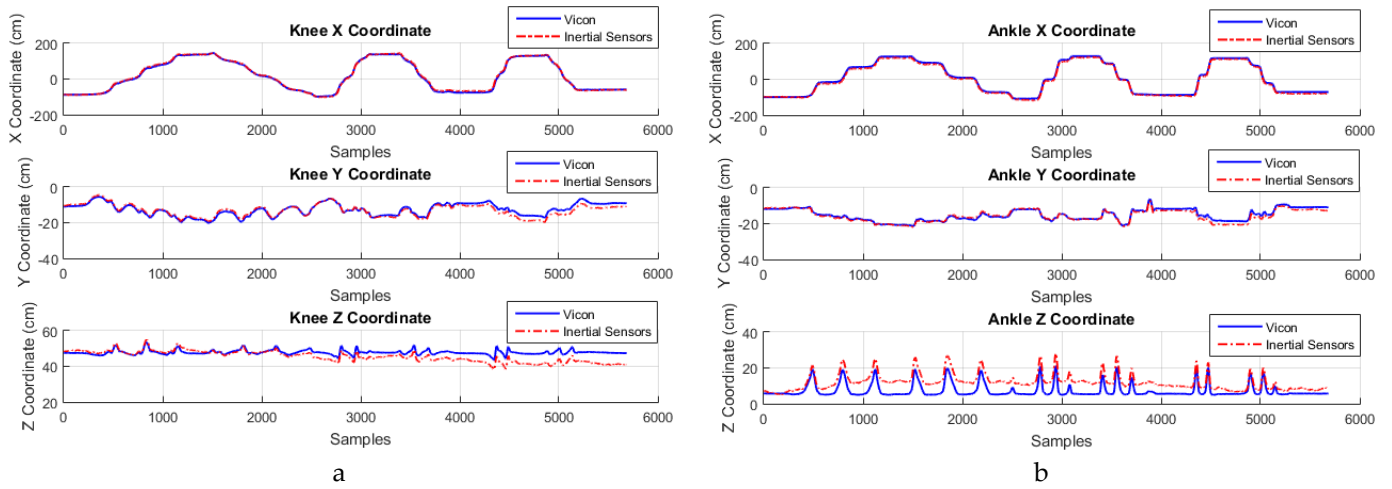 Knee X Coordinate
Vicon
Inertial Sensors
X Coordinate (cm)
200
0
-200
0 1000 2000 3000 4000 5000 6000
Samples
Knee Y Coordinate
Vicon
Inertial Sensors
Y Coordinate (cm)
0
-20
-40
0 1000 2000 3000 4000 5000 6000
Samples
Knee Z Coordinate
Vicon
Inertial Sensors
Z Coordinate (cm)
60
40
20
0 1000 2000 3000 4000 5000 6000
Samples
a
Ankle X Coordinate
Vicon
Inertial Sensors
X Coordinate (cm)
200
0
-200
0 1000 2000 3000 4000 5000 6000
Samples
Ankle Y Coordinate
Vicon
Inertial Sensors
Y Coordinate (cm)
0
-20
-40
0 1000 2000 3000 4000 5000 6000
Samples
Ankle Z Coordinate
Vicon
Inertial Sensors
Z Coordinate (cm)
40
20
0
0 1000 2000 3000 4000 5000 6000
Samples
b